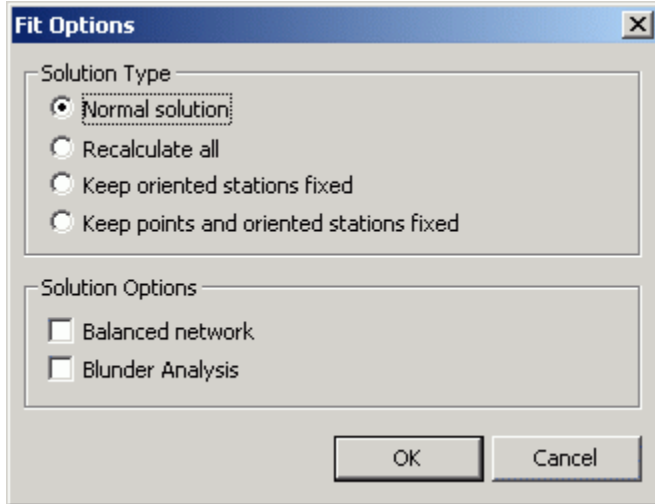 Fit Options
Solution Type
Normal solution
Recalculate all
Keep oriented stations fixed
Keep points and oriented stations fixed
Solution Options
Balanced network
Blunder Analysis
OK Cancel